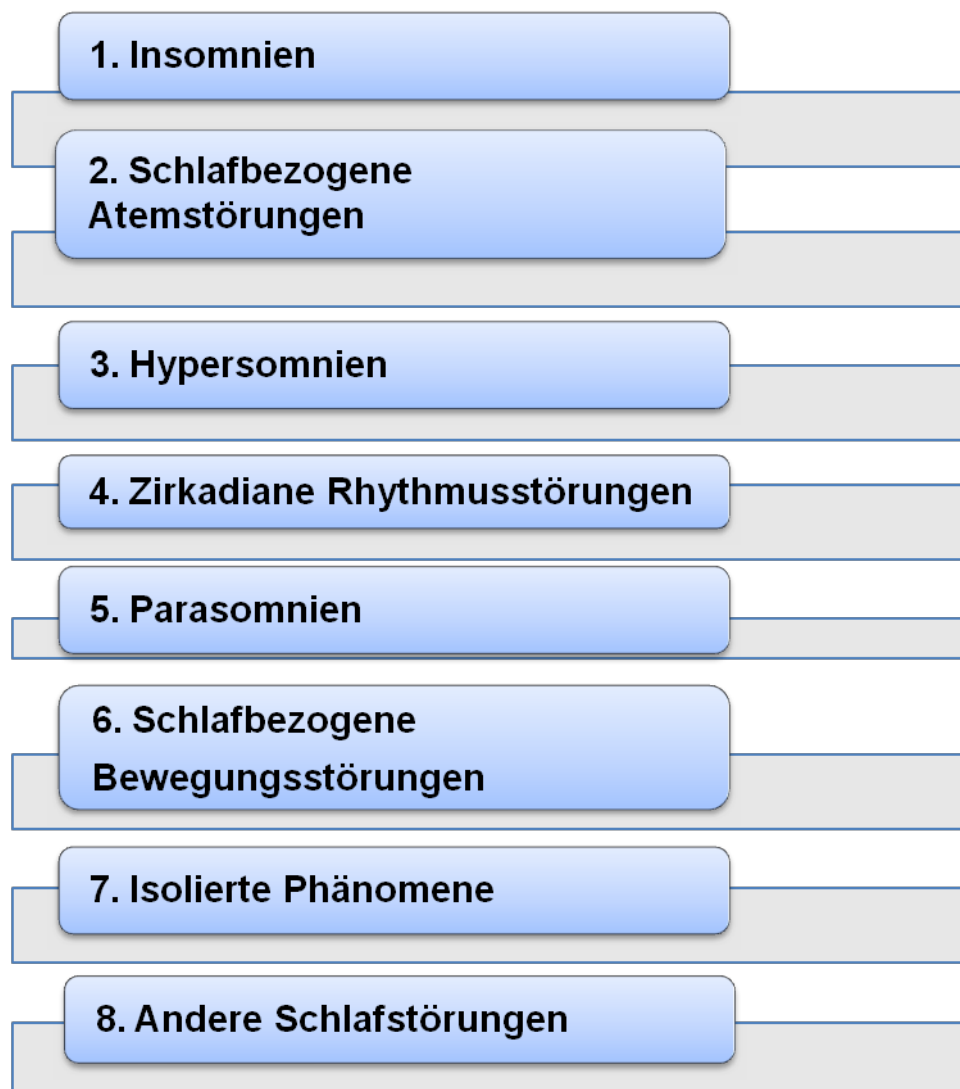 1. Insomnien
2. Schlafbezogene
Atemstörungen
3. Hypersomnien
4. Zirkadiane Rhythmusstörungen
5. Parasomnien
6. Schlafbezogene
Bewegungsstörungen
7. Isolierte Phänomene
8. Andere Schlafstörungen